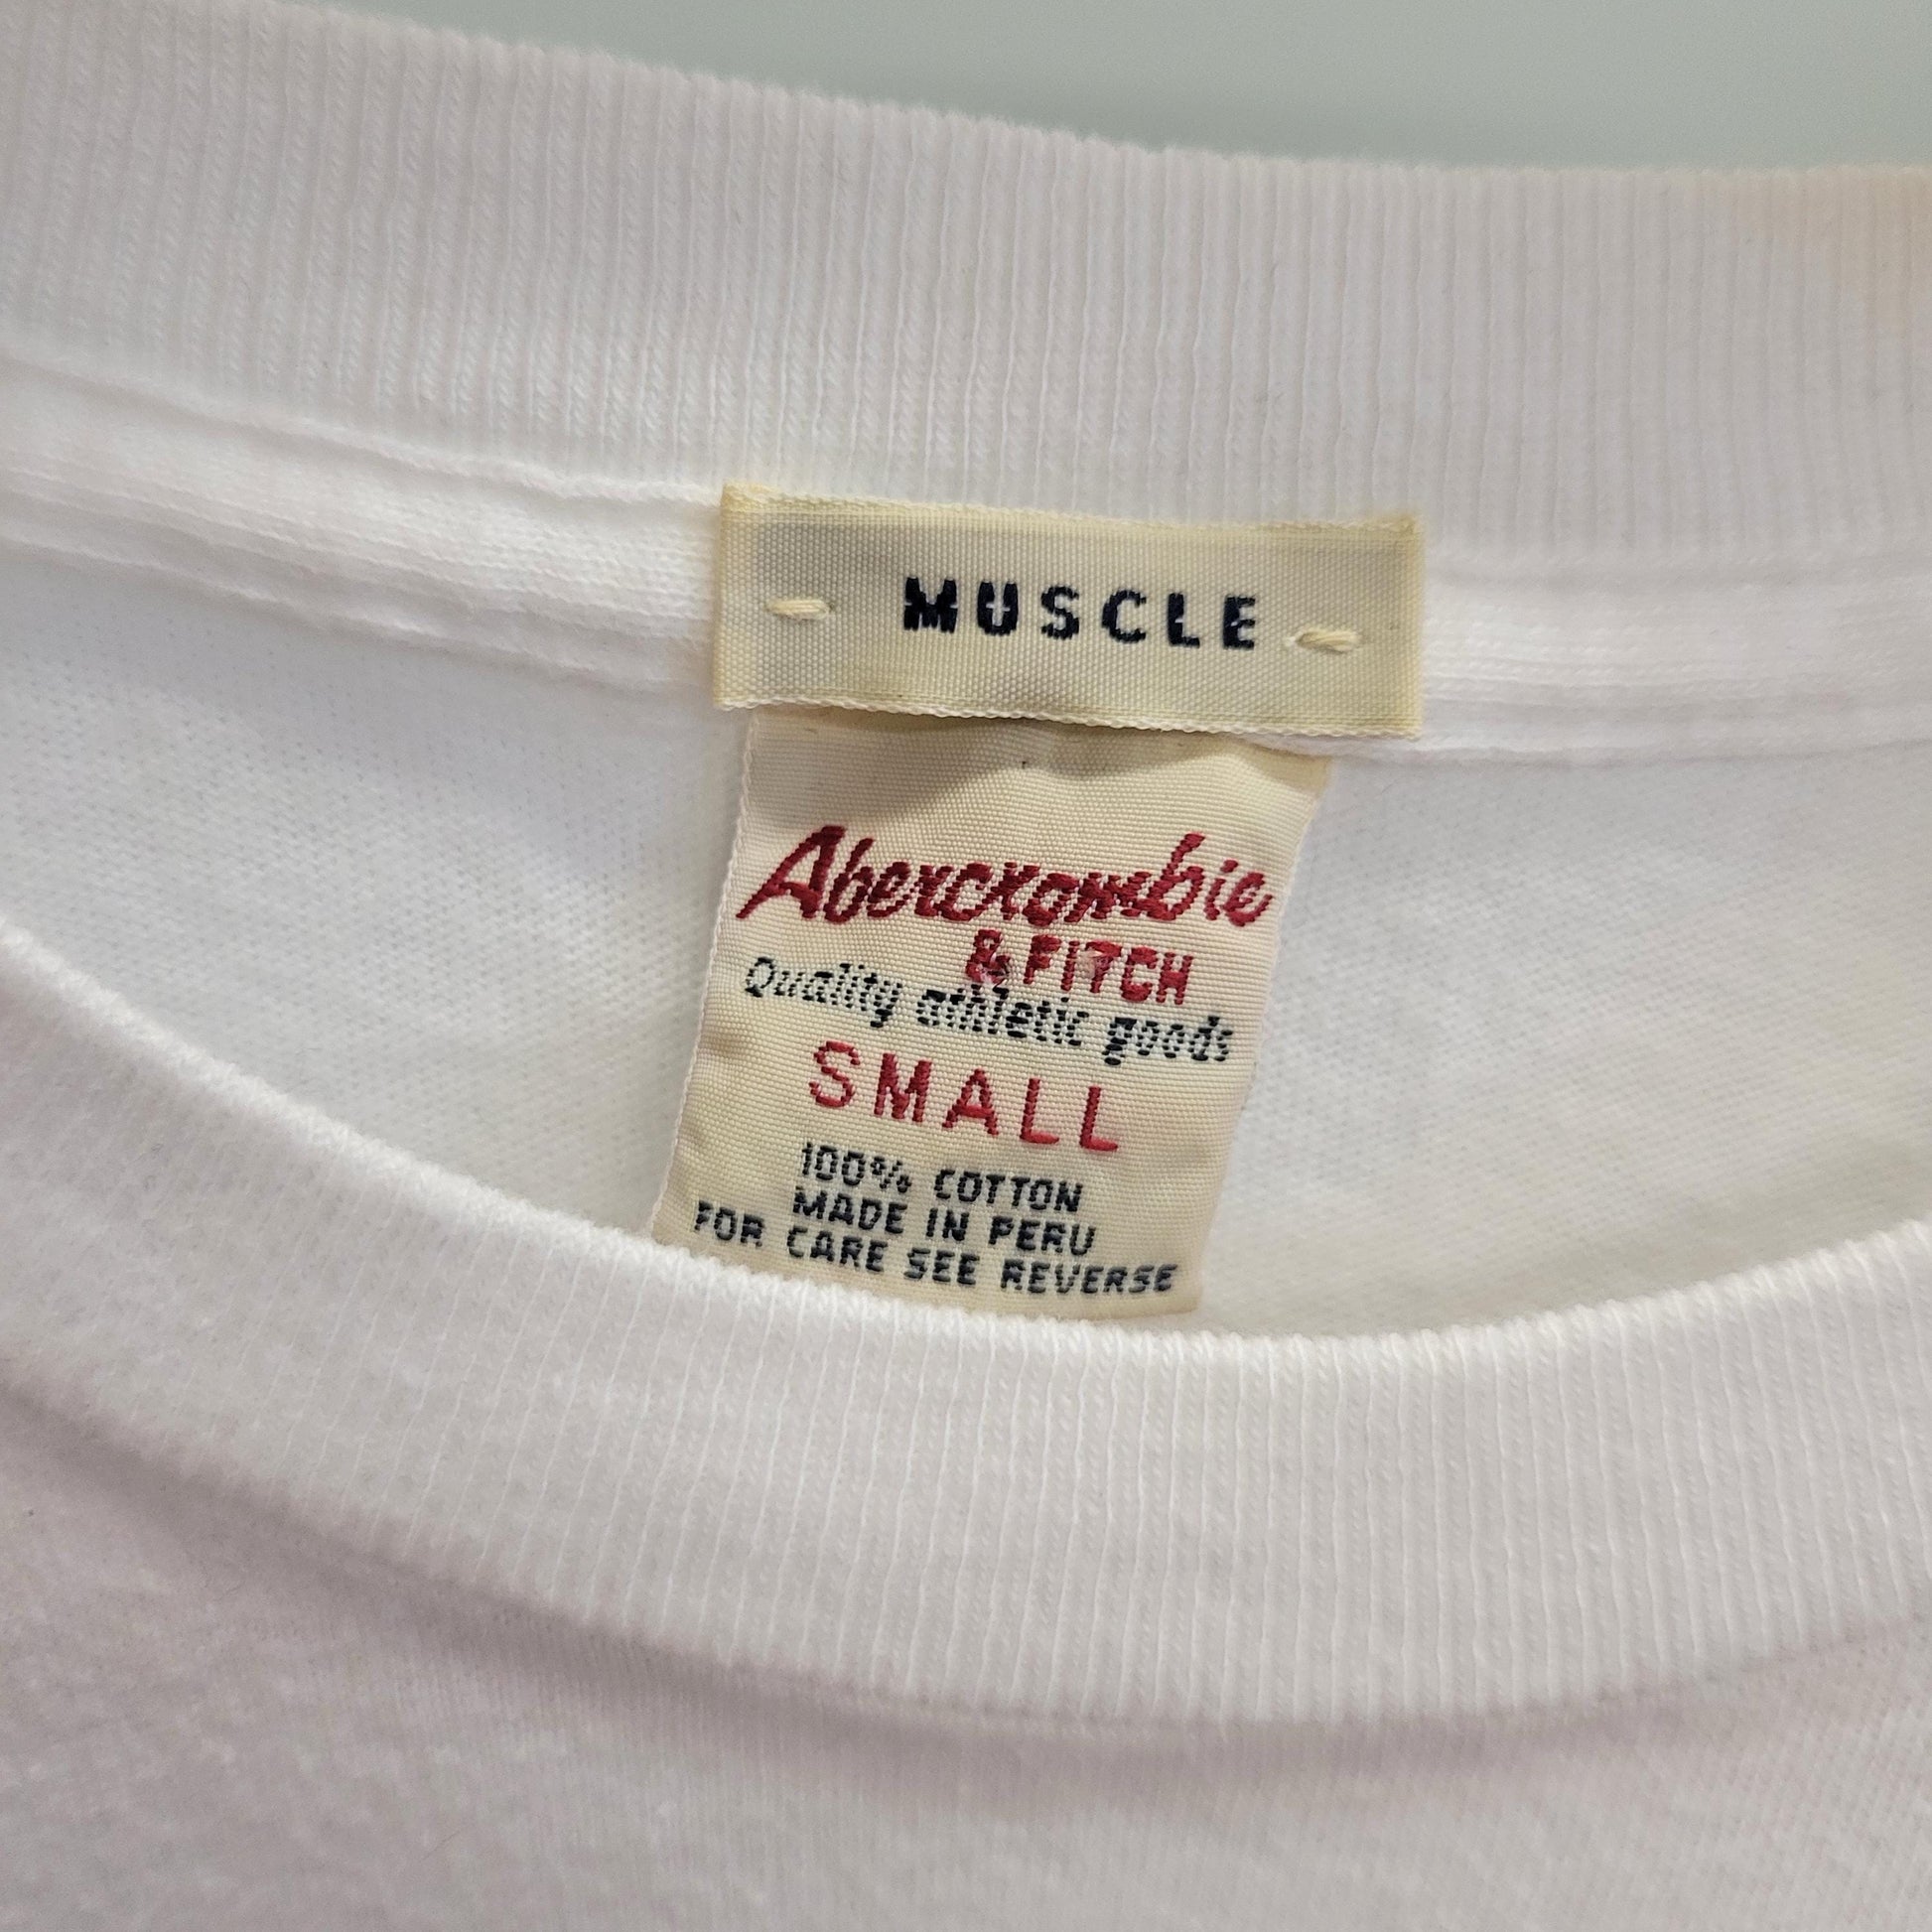 MUSCLE
Abercrombie
& FITCH
Quality athletic goods
SMALL
100% COTTON
MADE IN PERU
FOR CARE SEE REVERSE